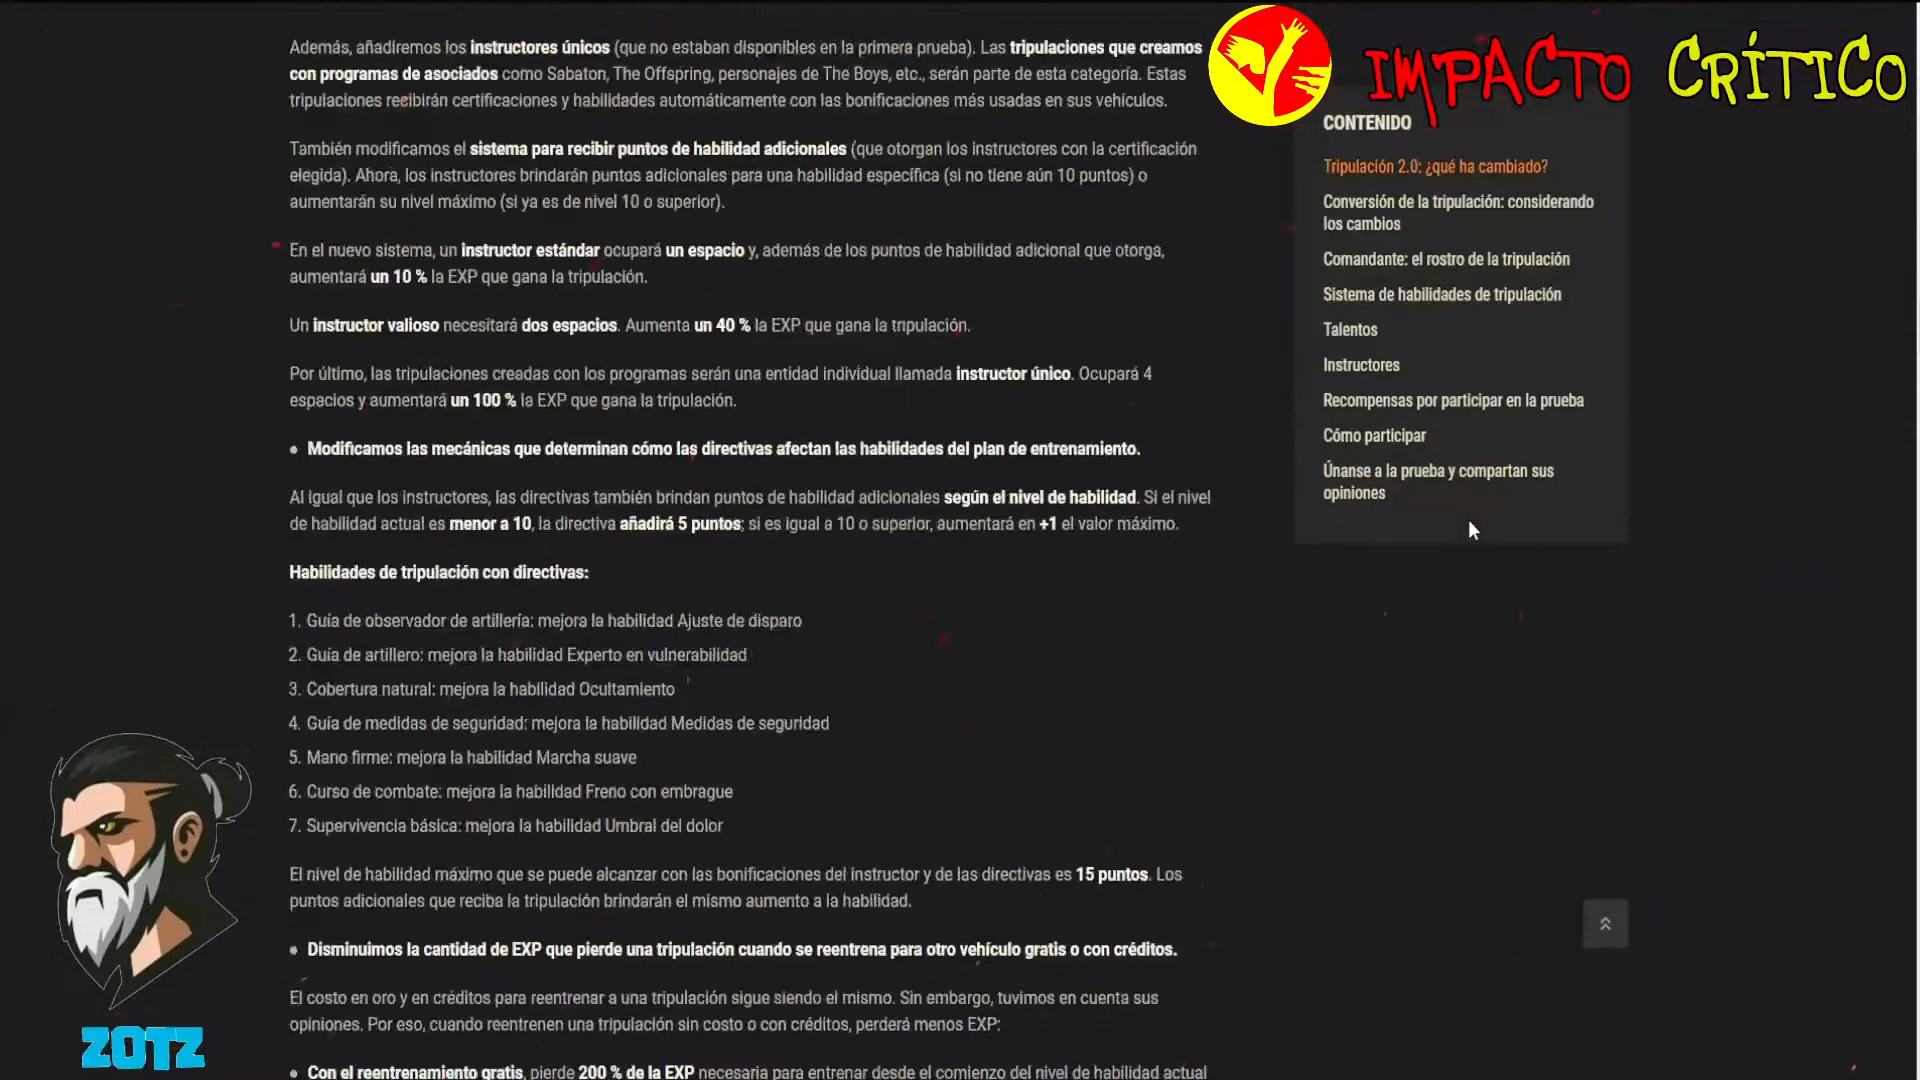 Además, añadiremos los instructores únicos (que no estaban disponibles en la primera prueba). Las tripulaciones que creamos
con programas de asociados como Sabaton, The Offspring, personajes de The Boys, etc., serán parte de esta categoría. Estas
tripulaciones recibirán certificaciones y habilidades automáticamente con las bonificaciones más usadas en sus vehículos.
También modificamos el sistema para recibir puntos de habilidad adicionales (que otorgan los instructores con la certificación
elegida). Ahora, los instructores brindarán puntos adicionales para una habilidad específica (si no tiene aún 10 puntos) o
aumentarán su nivel máximo (si ya es de nivel 10 o superior).
En el nuevo sistema, un instructor estándar ocupará un espacio y, además de los puntos de habilidad adicional que otorga,
aumentará un 10 % la EXP que gana la tripulación.
Un instructor valioso necesitará dos espacios. Aumenta un 40 % la EXP que gana la tripulación.
Por último, las tripulaciones creadas con los programas serán una entidad individual llamada instructor único. Ocupará 4
espacios y aumentará un 100 % la EXP que gana la tripulación.
● Modificamos las mecánicas que determinan cómo las directivas afectan las habilidades del plan de entrenamiento.
Al igual que los instructores, las directivas también brindan puntos de habilidad adicionales según el nivel de habilidad. Si el nivel
de habilidad actual es menor a 10, la directiva añadirá 5 puntos; si es igual a 10 o superior, aumentará en +1 el valor máximo.
Habilidades de tripulación con directivas:
1. Guía de observador de artillería: mejora la habilidad Ajuste de disparo
2. Guía de artillero: mejora la habilidad Experto en vulnerabilidad
3. Cobertura natural: mejora la habilidad Ocultamiento
4. Guía de medidas de seguridad: mejora la habilidad Medidas de seguridad
5. Mano firme: mejora la habilidad Marcha suave
6. Curso de combate: mejora la habilidad Freno con embrague
7. Supervivencia básica: mejora la habilidad Umbral del dolor
El nivel de habilidad máximo que se puede alcanzar con las bonificaciones del instructor y de las directivas es 15 puntos. Los
puntos adicionales que reciba la tripulación brindarán el mismo aumento a la habilidad.
● Disminuimos la cantidad de EXP que pierde una tripulación cuando se reentrena para otro vehículo gratis o con créditos.
El costo en oro y en créditos para reentrenar a una tripulación sigue siendo el mismo. Sin embargo, tuvimos en cuenta sus
opiniones. Por eso, cuando reentrenen una tripulación sin costo o con créditos, perderá menos EXP:
● Con el reentrenamiento gratis, pierde 200 % de la EXP necesaria para entrenar desde el comienzo del nivel de habilidad actual
IMPACTO CRÍTICO
CONTENIDO
Tripulación 2.0: ¿qué ha cambiado?
Conversión de la tripulación: considerando
los cambios
Comandante: el rostro de la tripulación
Sistema de habilidades de tripulación
Talentos
Instructores
Recompensas por participar en la prueba
Cómo participar
Únanse a la prueba y compartan sus
opiniones
ZOTZ